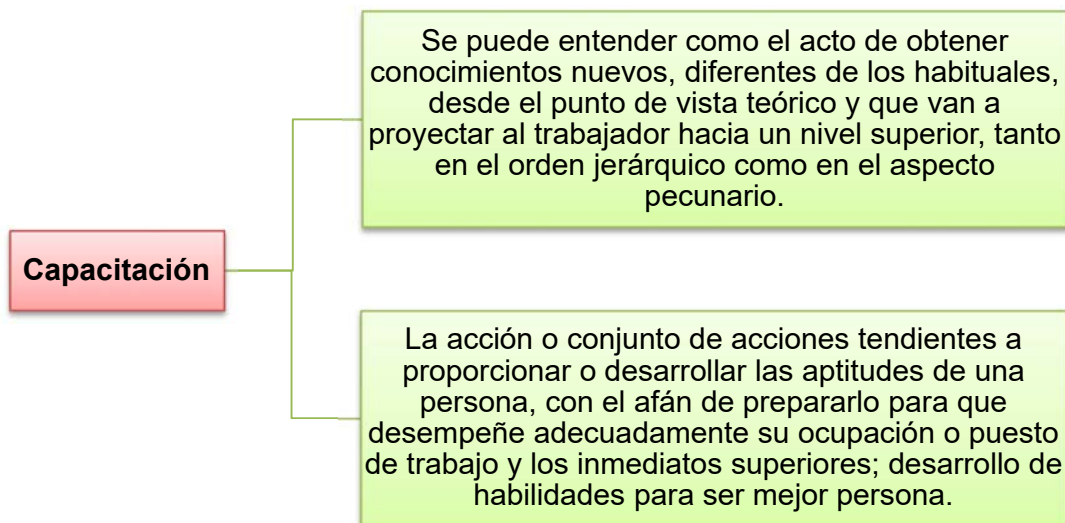 Se puede entender como el acto de obtener
conocimientos nuevos, diferentes de los habituales,
desde el punto de vista teórico y que van a
proyectar al trabajador hacia un nivel superior, tanto
en el orden jerárquico como en el aspecto
pecunario.
Capacitación
La acción o conjunto de acciones tendientes a
proporcionar o desarrollar las aptitudes de una
persona, con el afán de prepararlo para que
desempeñe adecuadamente su ocupación o puesto
de trabajo y los inmediatos superiores; desarrollo de
habilidades para ser mejor persona.